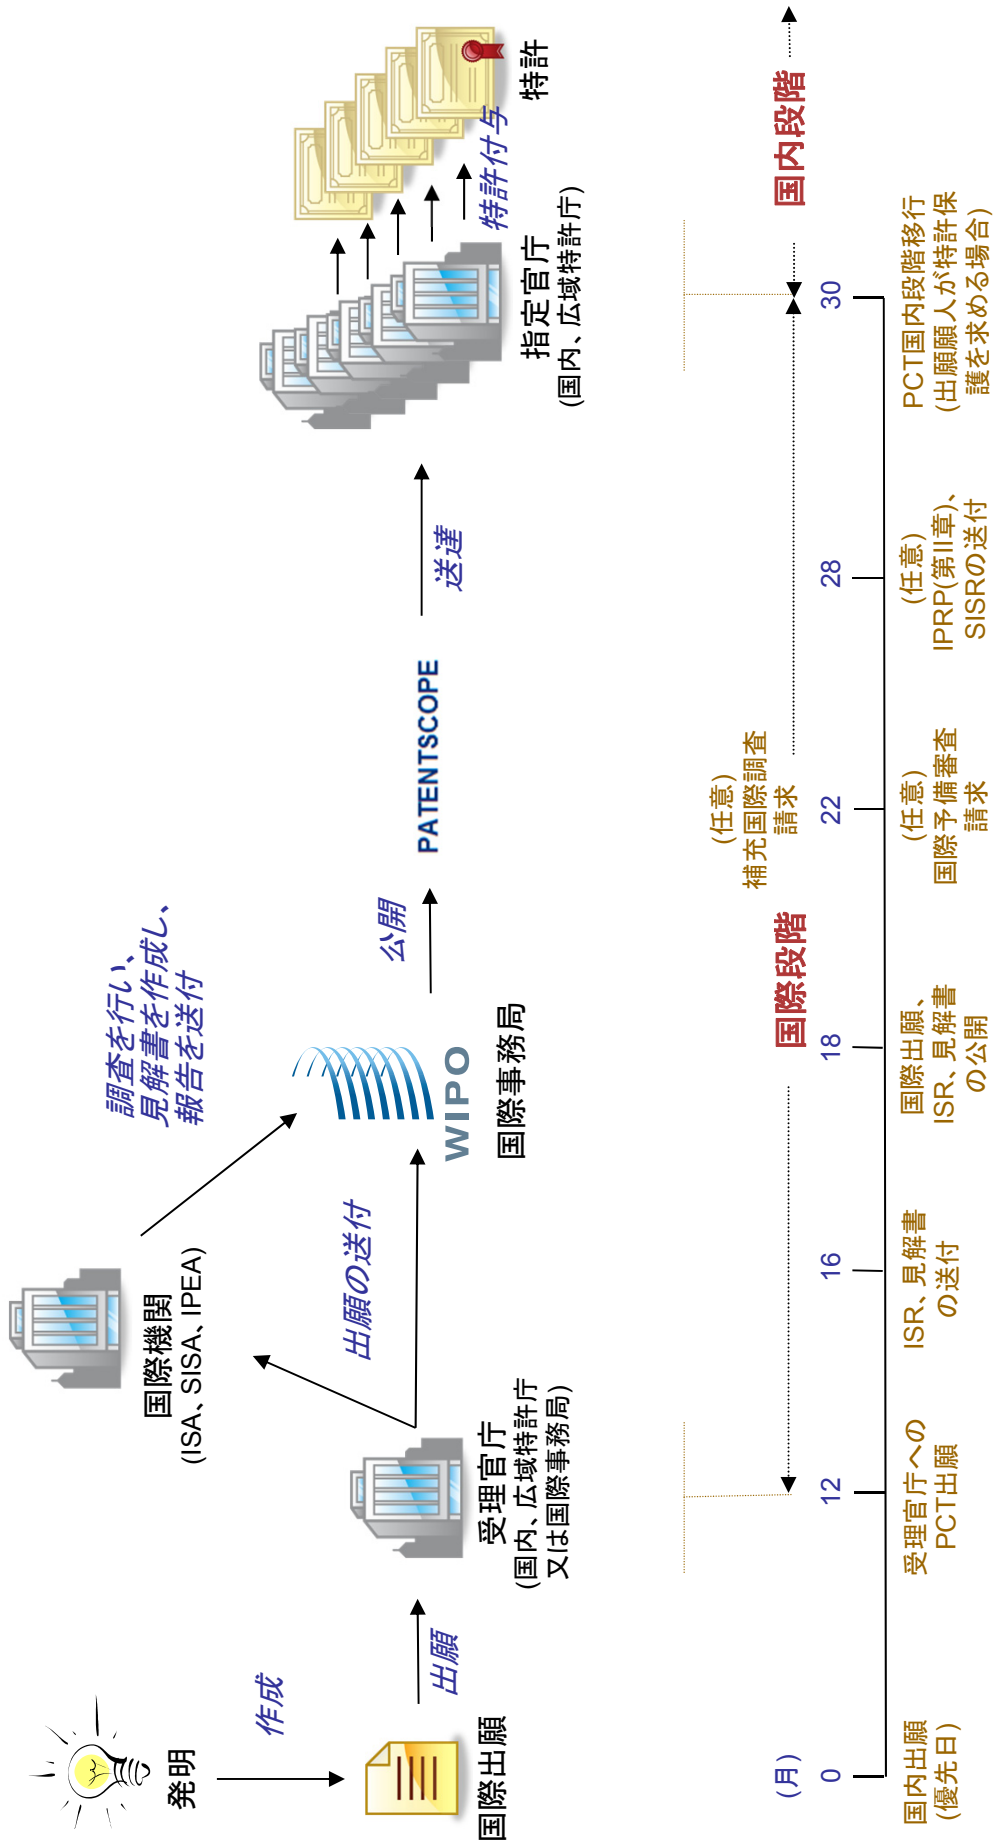 発明
作成
国際出願
出願
受理官庁
(国内、広域特許庁
又は国際事務局)
国際機関
(ISA、SISA、IPEA)
出願の送付
調査を行い、
見解書を作成し、
報告を送付
WIPO
国際事務局
公開
PATENTSCOPE
送達
指定官庁
(国内、広域特許庁)
特許付与
特許
国際段階
(任意)
補充国際調査
請求
国内段階
(月)
0
12
16
18
22
28
30
国内出願
(優先日)
受理官庁への
PCT出願
ISR、見解書
の送付
国際出願、
ISR、見解書
の公開
(任意)
国際予備審査
請求
(任意)
IPRP(第II章)、
SISRの送付
PCT国内段階移行
(出願願人が特許保
護を求める場合)